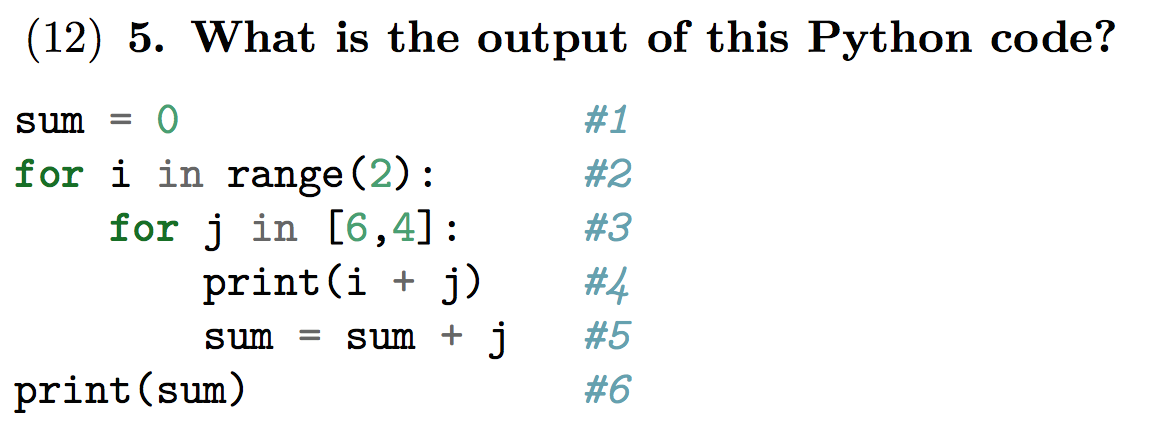 (12) 5. What is the output of this Python code?
sum = 0 #1
for i in range(2): #2
    for j in [6,4]: #3
        print(i + j) #4
        sum = sum + j #5
print(sum) #6